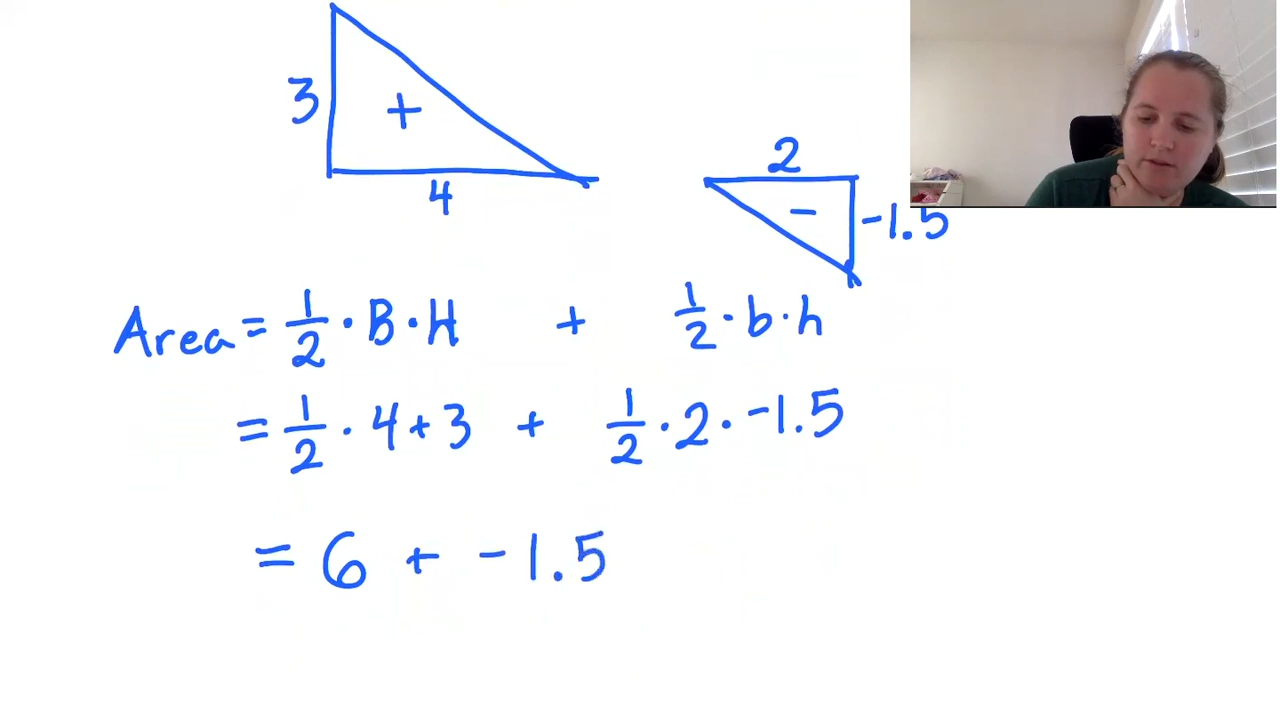 3
+
4
2
-
-1.5
Area = 1/2 · B · H + 1/2 · b · h
= 1/2 · 4 + 3 + 1/2 · 2 · -1.5
= 6 + -1.5